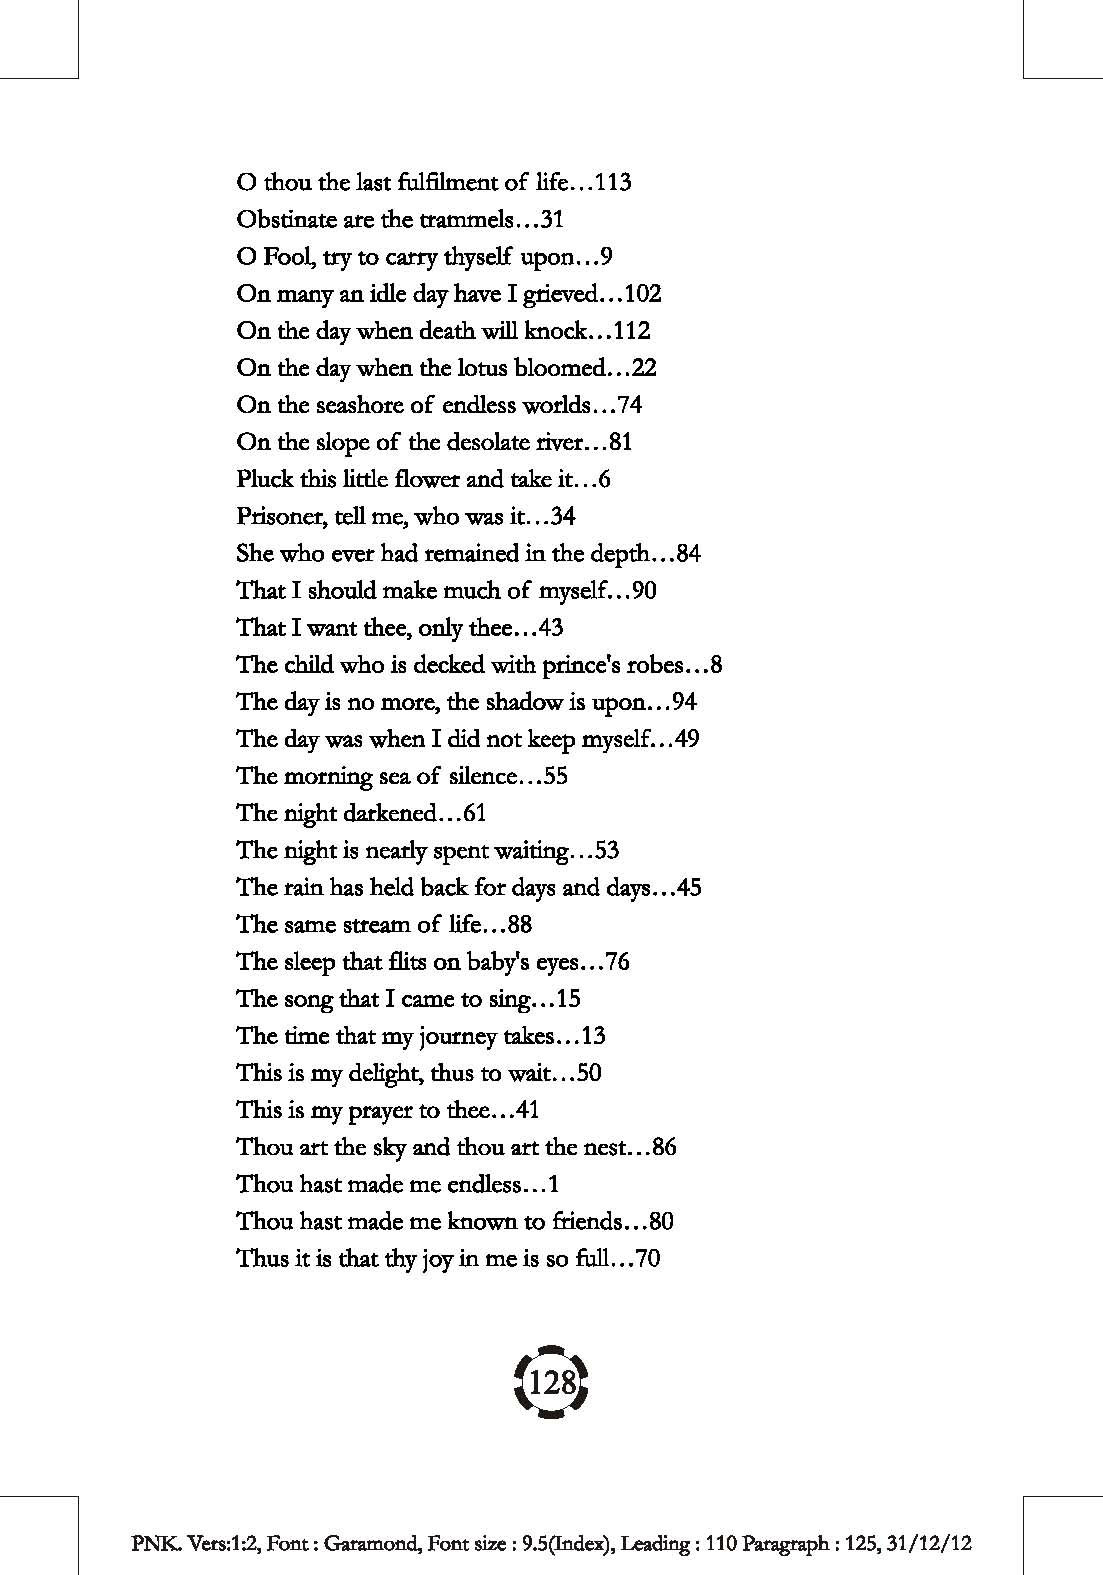 O thou the last fulfilment of life…113
Obstinate are the trammels…31
O Fool, try to carry thyself upon…9
On many an idle day have I grieved…102
On the day when death will knock…112
On the day when the lotus bloomed…22
On the seashore of endless worlds…74
On the slope of the desolate river…81
Pluck this little flower and take it…6
Prisoner, tell me, who was it…34
She who ever had remained in the depth…84
That I should make much of myself…90
That I want thee, only thee…43
The child who is decked with prince's robes…8
The day is no more, the shadow is upon…94
The day was when I did not keep myself…49
The morning sea of silence…55
The night darkened…61
The night is nearly spent waiting…53
The rain has held back for days and days…45
The same stream of life…88
The sleep that flits on baby's eyes…76
The song that I came to sing…15
The time that my journey takes…13
This is my delight, thus to wait…50
This is my prayer to thee…41
Thou art the sky and thou art the nest…86
Thou hast made me endless…1
Thou hast made me known to friends…80
Thus it is that thy joy in me is so full…70
128
PNK. Vers:1:2, Font : Garamond, Font size : 9.5(Index), Leading : 110 Paragraph : 125, 31/12/12